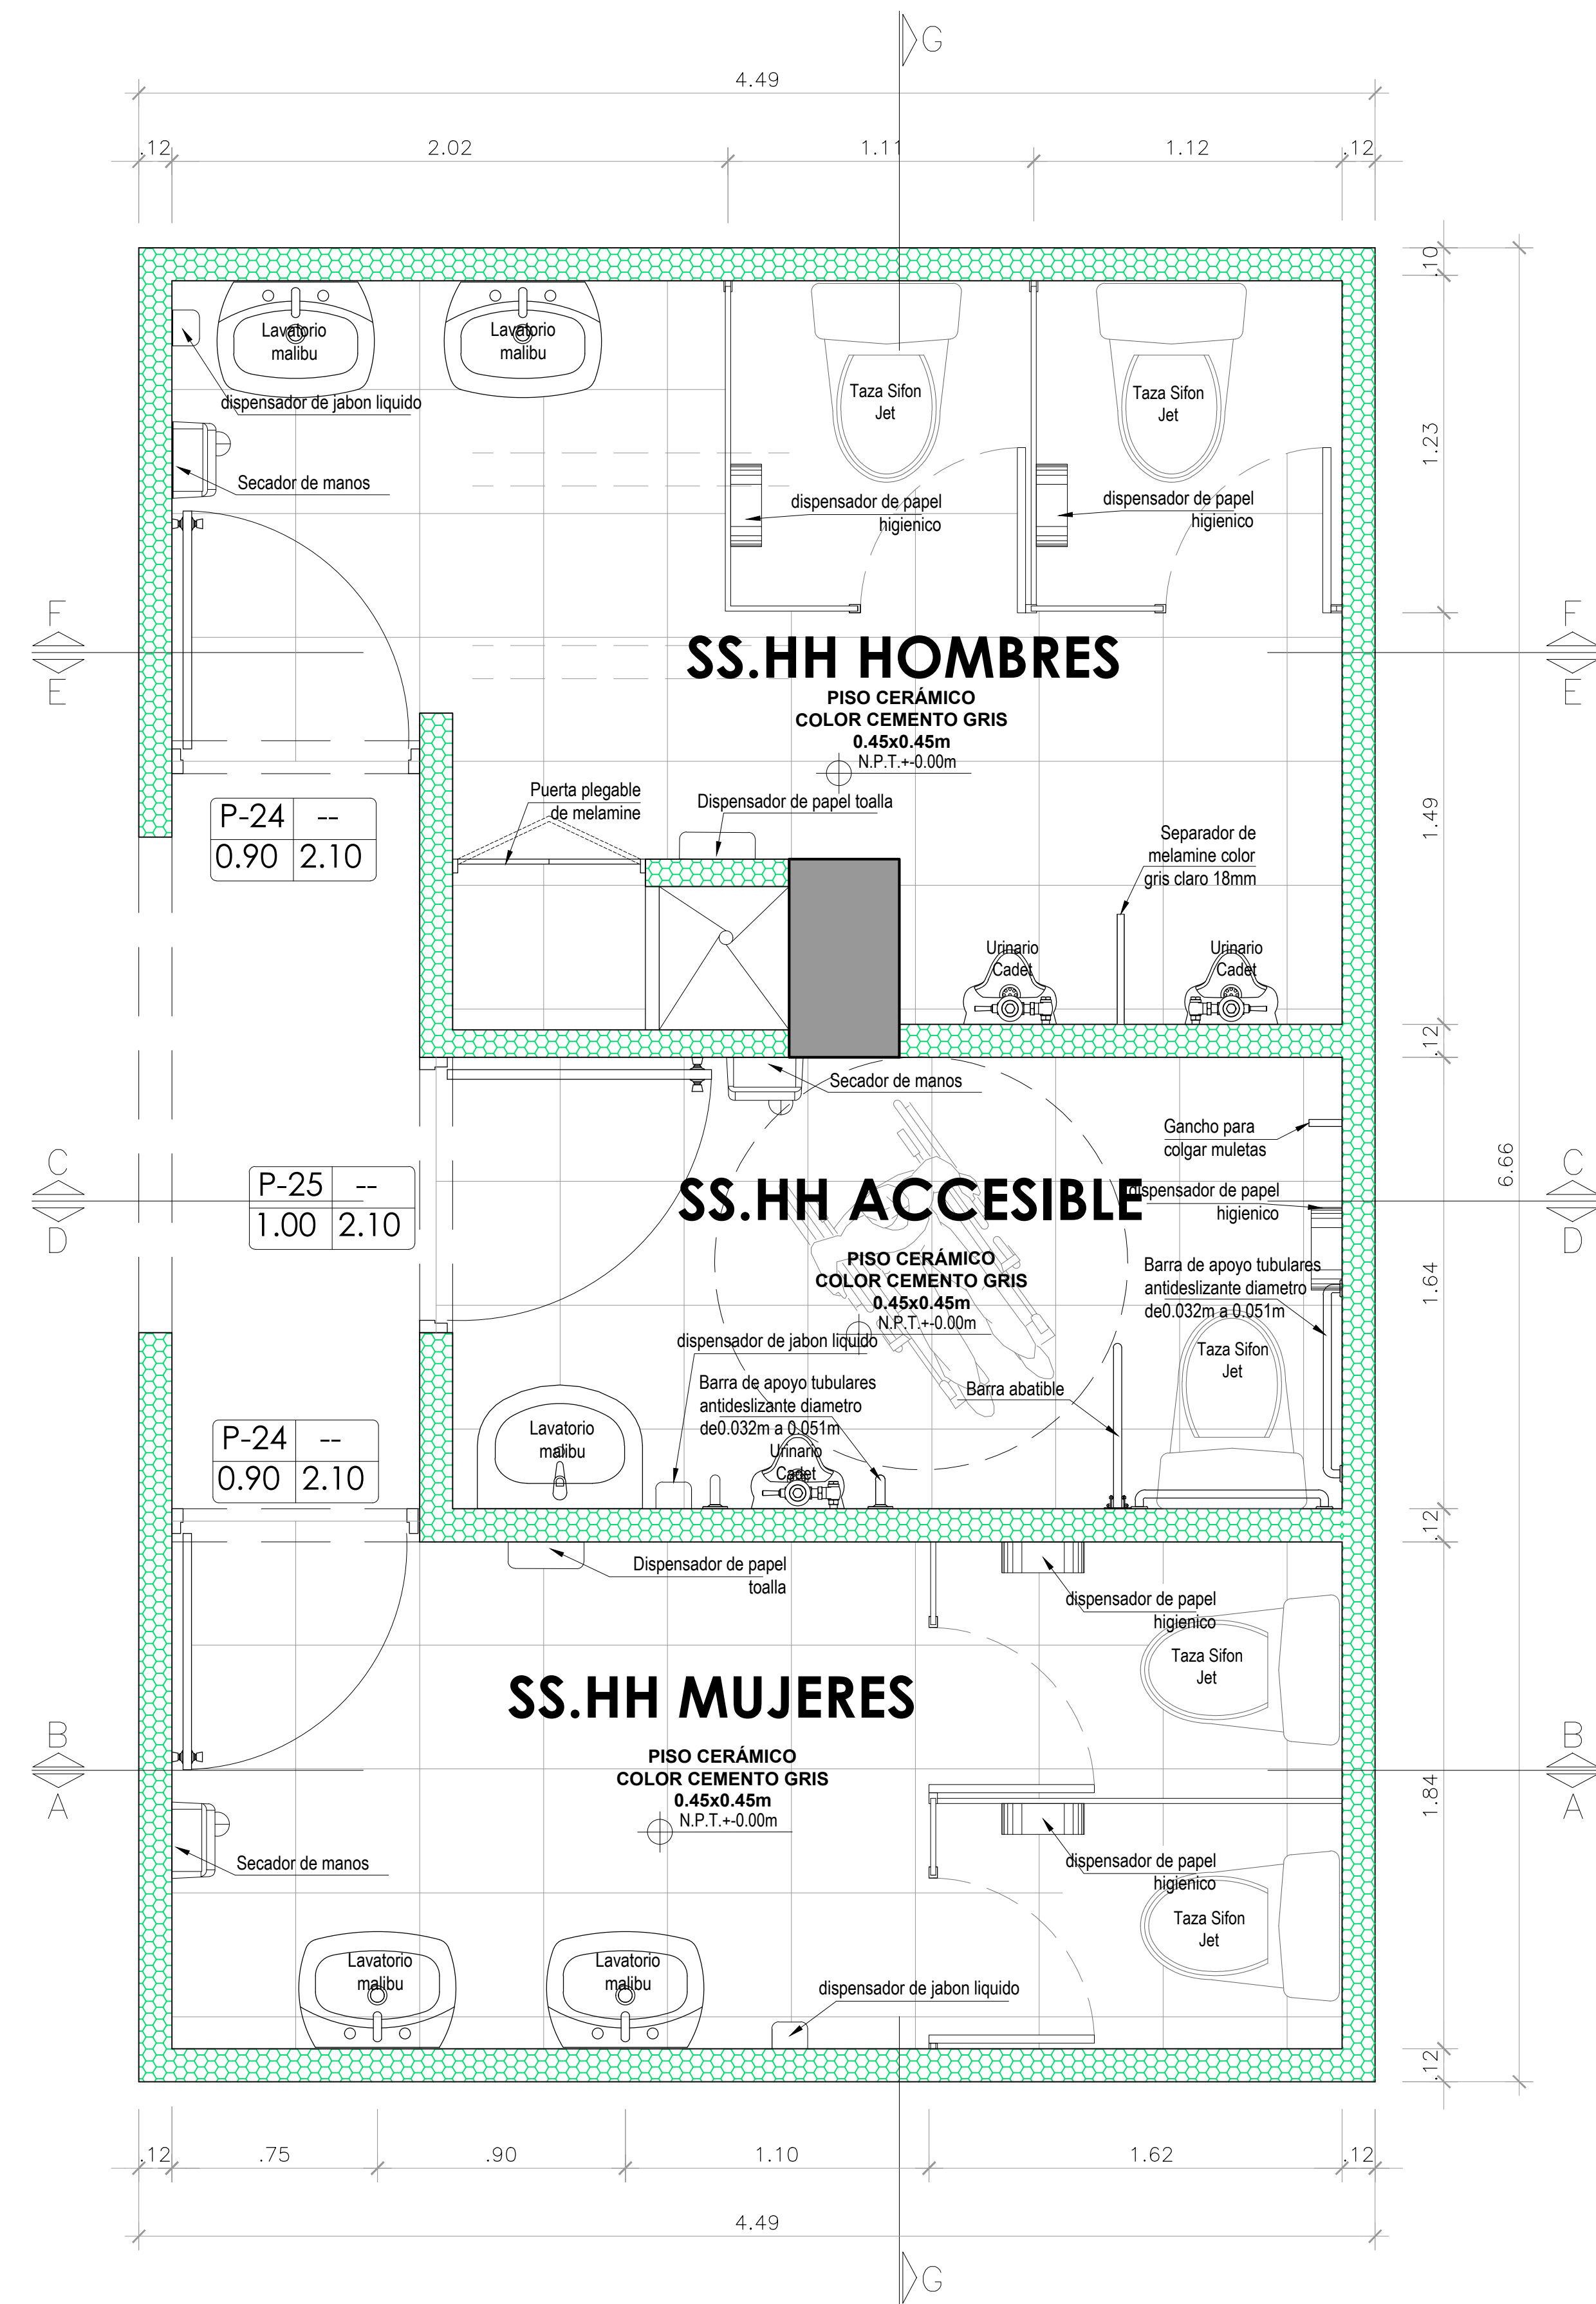 G
4.49
.12
2.02
1.11
1.12
.12
.10
Lavatorio
malibu
Lavatorio
malibu
Taza Sifon
Jet
Taza Sifon
Jet
dispensador de jabon liquido
1.23
Secador de manos
dispensador de papel
higienico
dispensador de papel
higienico
F
E
F
E
SS.HH HOMBRES
PISO CERÁMICO
COLOR CEMENTO GRIS
0.45x0.45m
N.P.T.+-0.00m
P-24 --
0.90 2.10
Puerta plegable
de melamine
Dispensador de papel toalla
Separador de
melamine color
gris claro 18mm
1.49
Urinario
Cadet
Urinario
Cadet
.12
Secador de manos
Gancho para
colgar muletas
6.66
C
D
C
D
P-25 --
1.00 2.10
SS.HH ACCESIBLE
dispensador de papel
higienico
PISO CERÁMICO
COLOR CEMENTO GRIS
0.45x0.45m
N.P.T.+-0.00m
Barra de apoyo tubulares
antideslizante diametro
de0.032m a 0.051m
1.64
dispensador de jabon liquido
Taza Sifon
Jet
Barra de apoyo tubulares
antideslizante diametro
de0.032m a 0.051m
Barra abatible
P-24 --
0.90 2.10
Lavatorio
malibu
Urinario
Cadet
.12
Dispensador de papel
toalla
dispensador de papel
higienico
Taza Sifon
Jet
SS.HH MUJERES
PISO CERÁMICO
COLOR CEMENTO GRIS
0.45x0.45m
N.P.T.+-0.00m
B
A
B
A
1.84
Secador de manos
dispensador de papel
higienico
Taza Sifon
Jet
Lavatorio
malibu
Lavatorio
malibu
dispensador de jabon liquido
.12
.12
.75
.90
1.10
1.62
.12
4.49
G